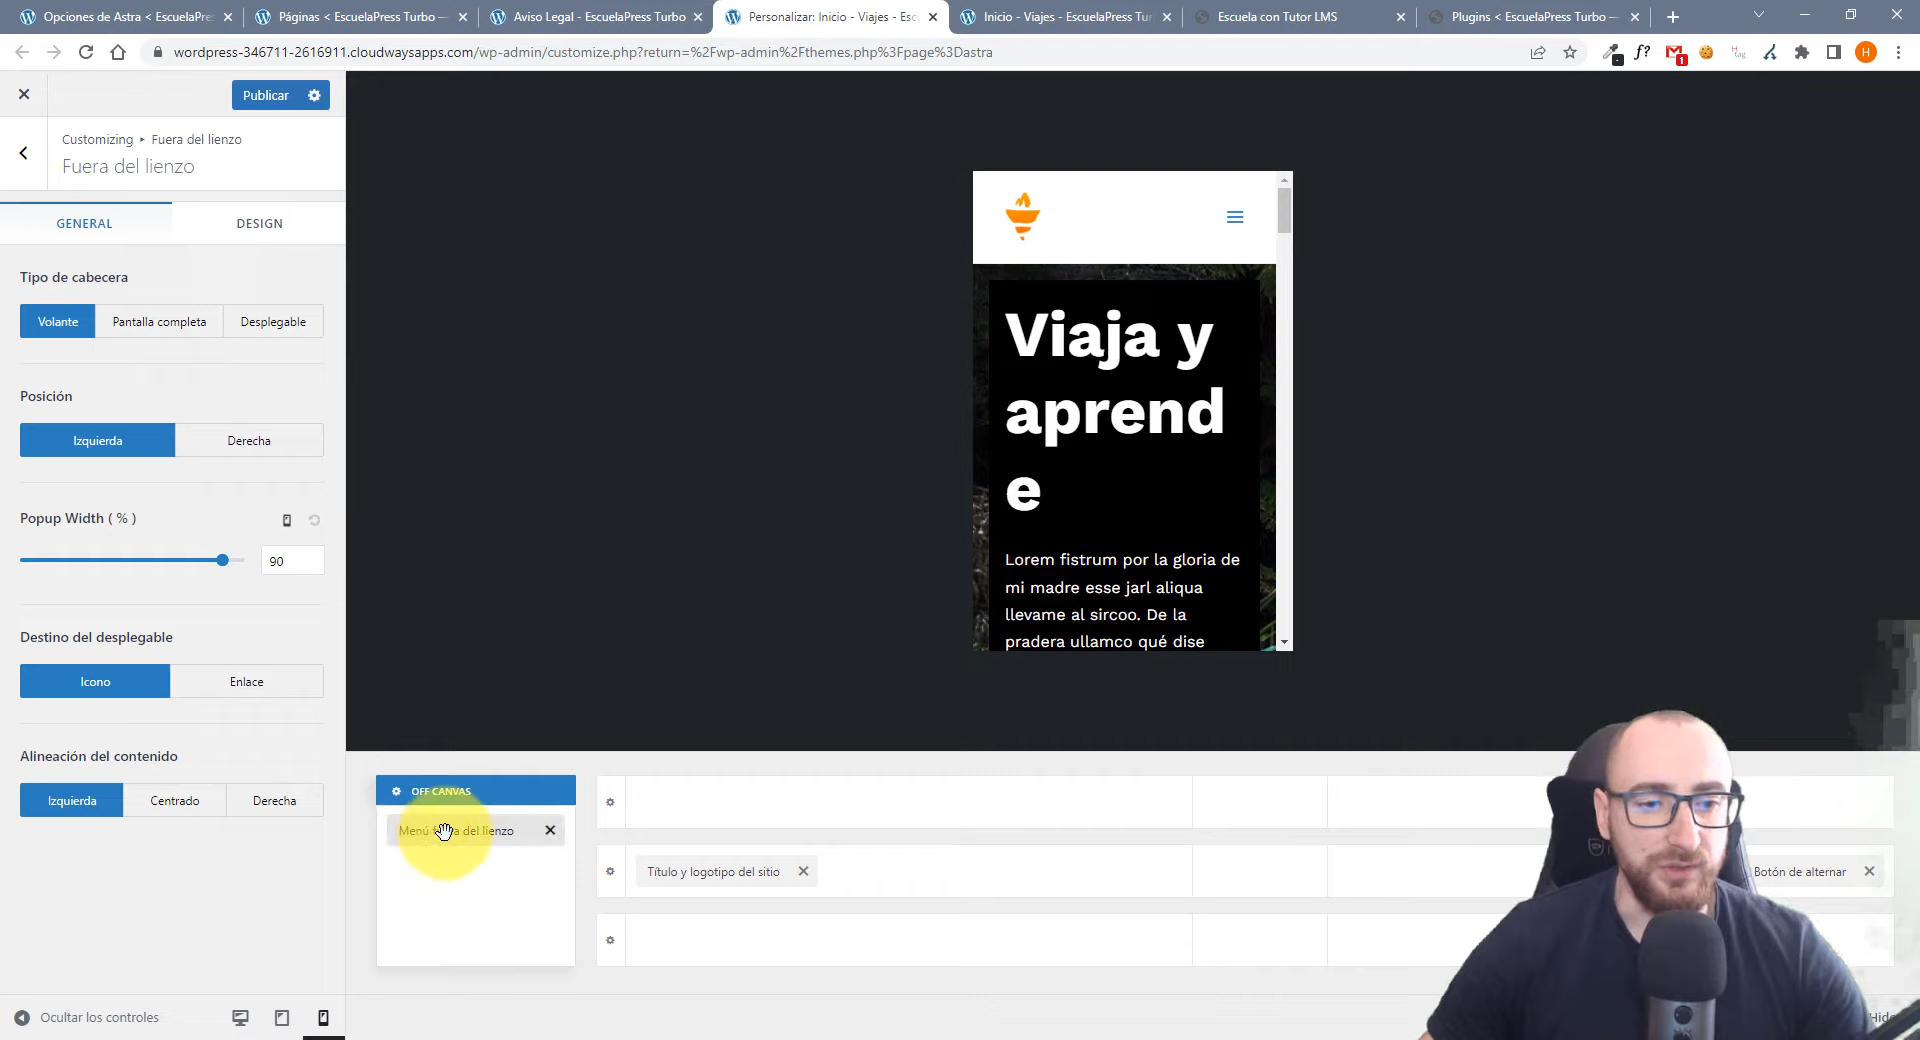 Opciones de Astra < EscuelaPre
Páginas < EscuelaPress Turbo —
Aviso Legal - EscuelaPress Turbo
Personalizar: Inicio - Viajes - Esc
Inicio - Viajes - EscuelaPress Tur
Escuela con Tutor LMS
Plugins < EscuelaPress Turbo —
wordpress-346711-2616911.cloudwaysapps.com/wp-admin/customize.php?return=%2Fwp-admin%2Fthemes.php%3Fpage%3Dastra
f?
1
H
Publicar
Customizing ▸ Fuera del lienzo
Fuera del lienzo
GENERAL
DESIGN
Tipo de cabecera
Volante
Pantalla completa
Desplegable
Posición
Izquierda
Derecha
Popup Width ( % )
90
Destino del desplegable
Icono
Enlace
Alineación del contenido
Izquierda
Centrado
Derecha
Ocultar los controles
Viaja y
aprend
e
Lorem fistrum por la gloria de
mi madre esse jarl aliqua
llevame al sircoo. De la
pradera ullamco qué dise
OFF CANVAS
Menú f a del lienzo
Título y logotipo del sitio
Botón de alternar
Hide